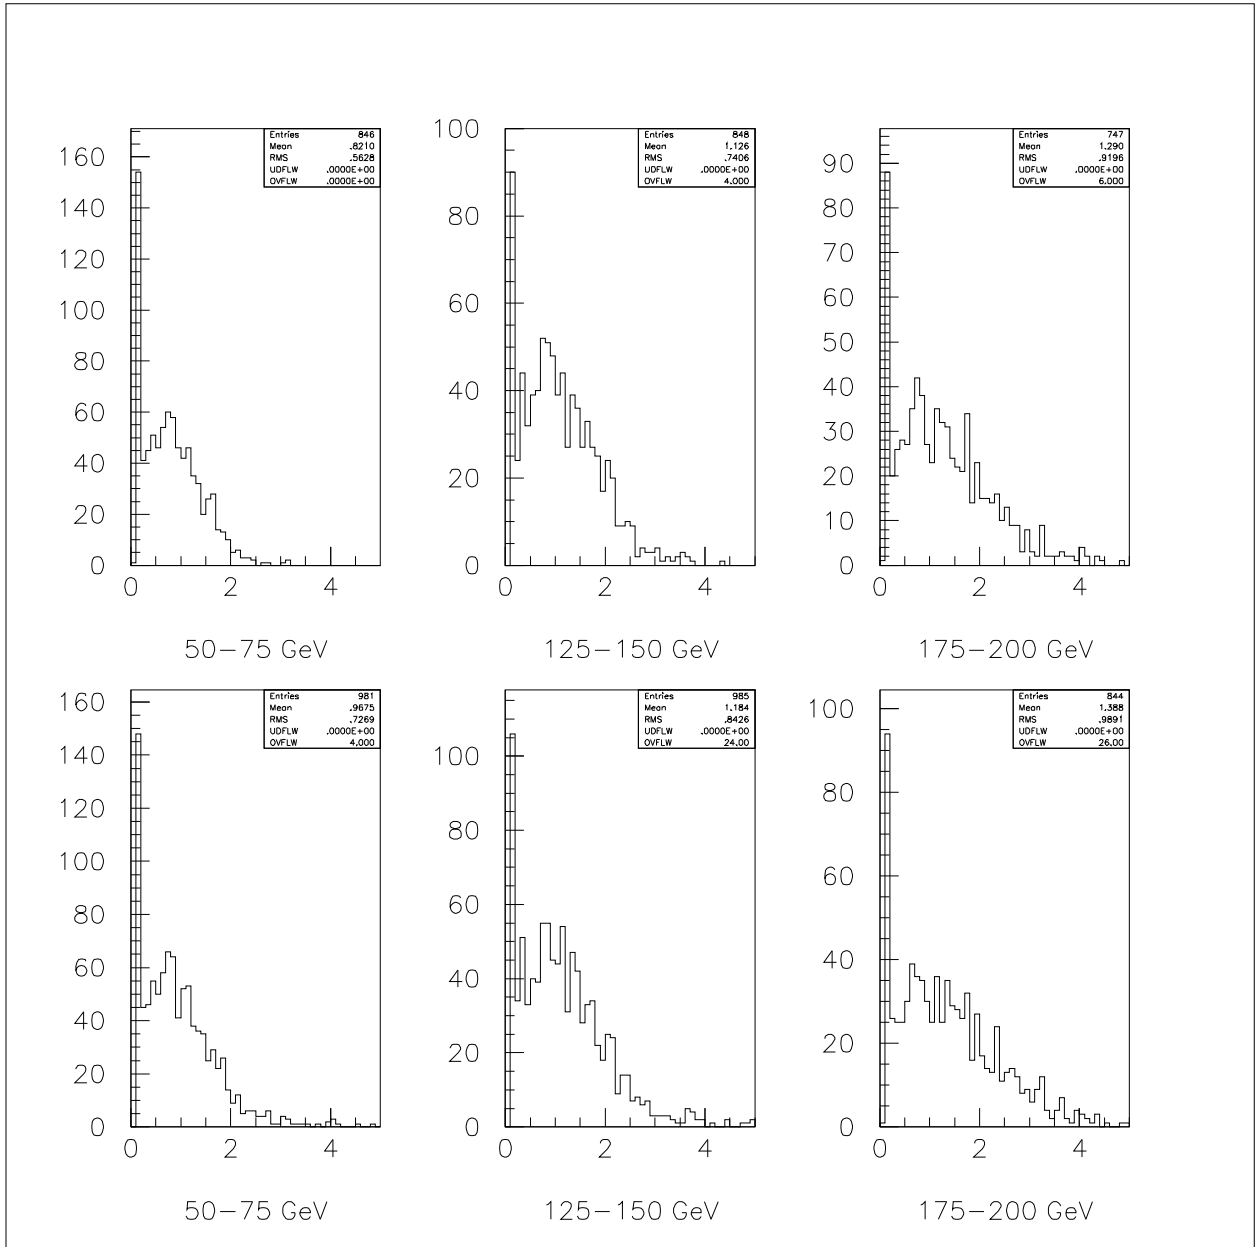 Entries 846
Mean .8210
RMS .5628
UDFLW .0000E+00
OVFLW .0000E+00
160
140
120
100
80
60
40
20
0
0 2 4
50-75 GeV
Entries 848
Mean 1.126
RMS .7406
UDFLW .0000E+00
OVFLW 4.000
100
80
60
40
20
0
0 2 4
125-150 GeV
Entries 747
Mean 1.290
RMS .9196
UDFLW .0000E+00
OVFLW 6.000
90
80
70
60
50
40
30
20
10
0
0 2 4
175-200 GeV
Entries 981
Mean .9675
RMS .7269
UDFLW .0000E+00
OVFLW 4.000
160
140
120
100
80
60
40
20
0
0 2 4
50-75 GeV
Entries 985
Mean 1.184
RMS .8426
UDFLW .0000E+00
OVFLW 24.00
100
80
60
40
20
0
0 2 4
125-150 GeV
Entries 844
Mean 1.388
RMS .9891
UDFLW .0000E+00
OVFLW 26.00
100
80
60
40
20
0
0 2 4
175-200 GeV